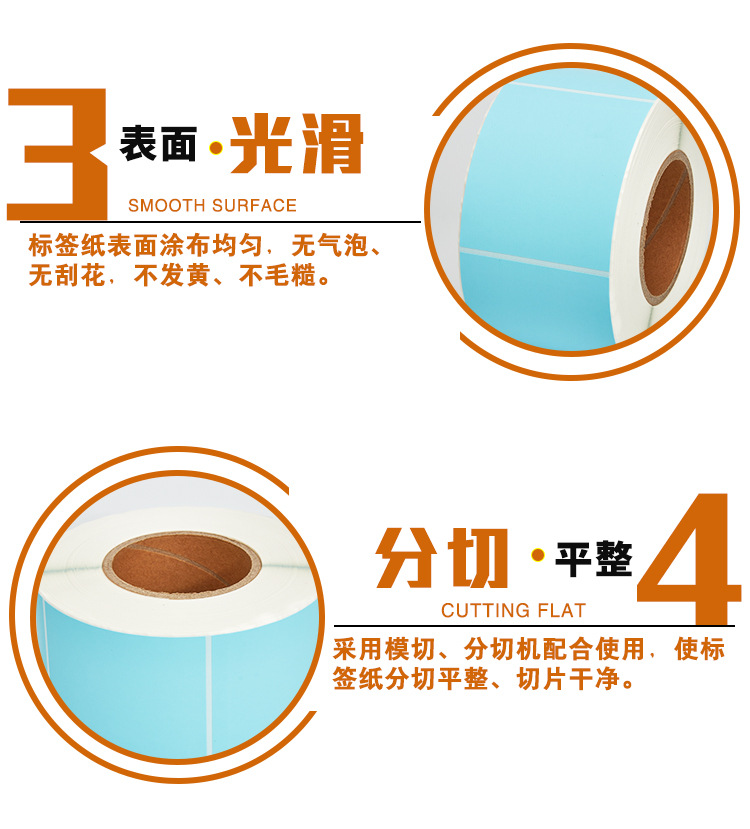 3 表面·光滑
SMOOTH SURFACE
标签纸表面涂布均匀，无气泡、
无刮花，不发黄、不毛糙。
分切·平整 4
CUTTING FLAT
采用模切、分切机配合使用，使标
签纸分切平整、切片干净。